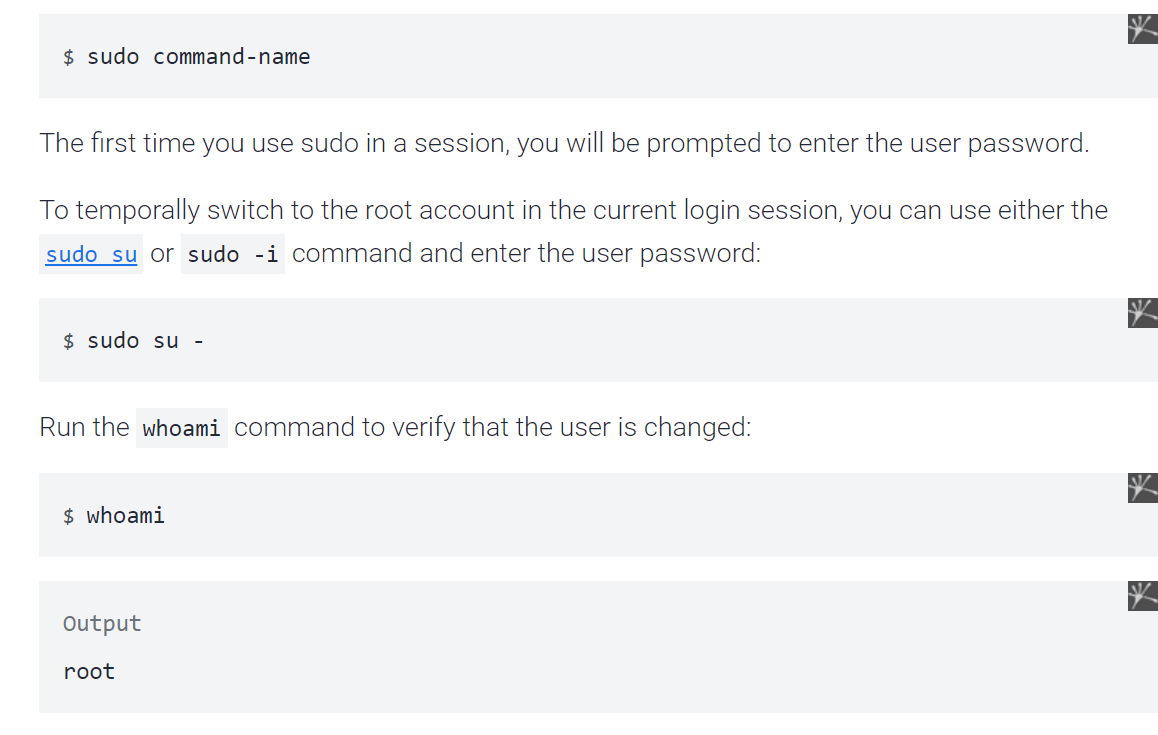 $ sudo command-name
The first time you use sudo in a session, you will be prompted to enter the user password.
To temporally switch to the root account in the current login session, you can use either the
sudo su or sudo -i command and enter the user password:
$ sudo su -
Run the whoami command to verify that the user is changed:
$ whoami
Output
root